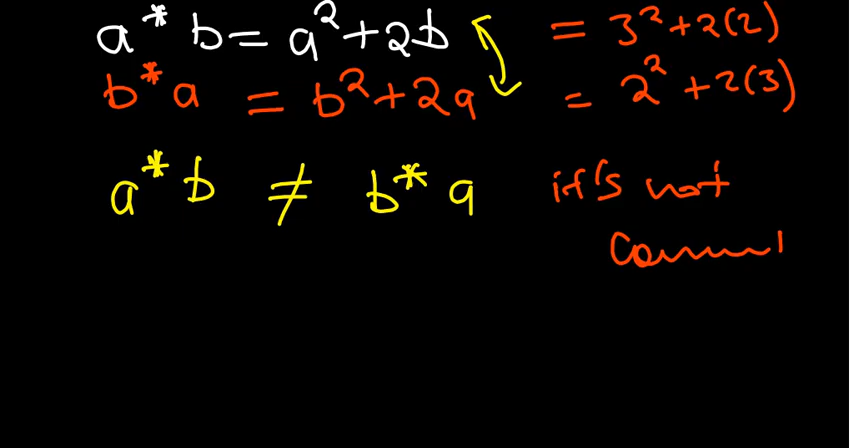 a * b = a² + 2b = 3² + 2(2)
b * a = b² + 2a = 2² + 2(3)
a * b ≠ b * a it's not